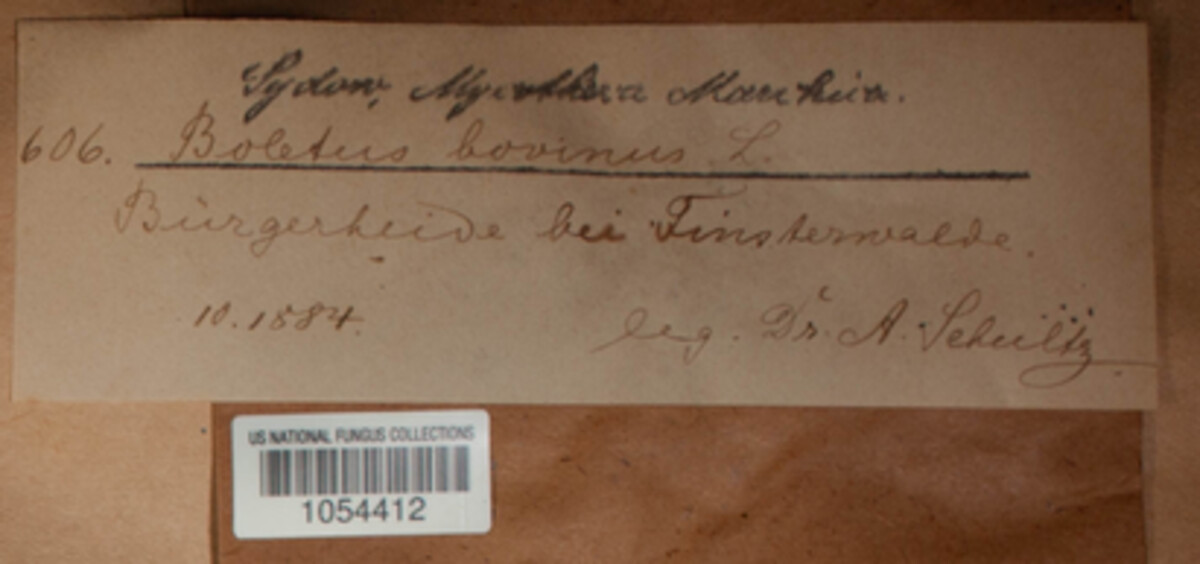 Sydow, Mycotheca Marchica.
606. Boletus bovinus L.
Bürgerheide bei Finsterwalde.
10.1884. leg. Dr. A. Schultz
US NATIONAL FUNGUS COLLECTIONS
1054412